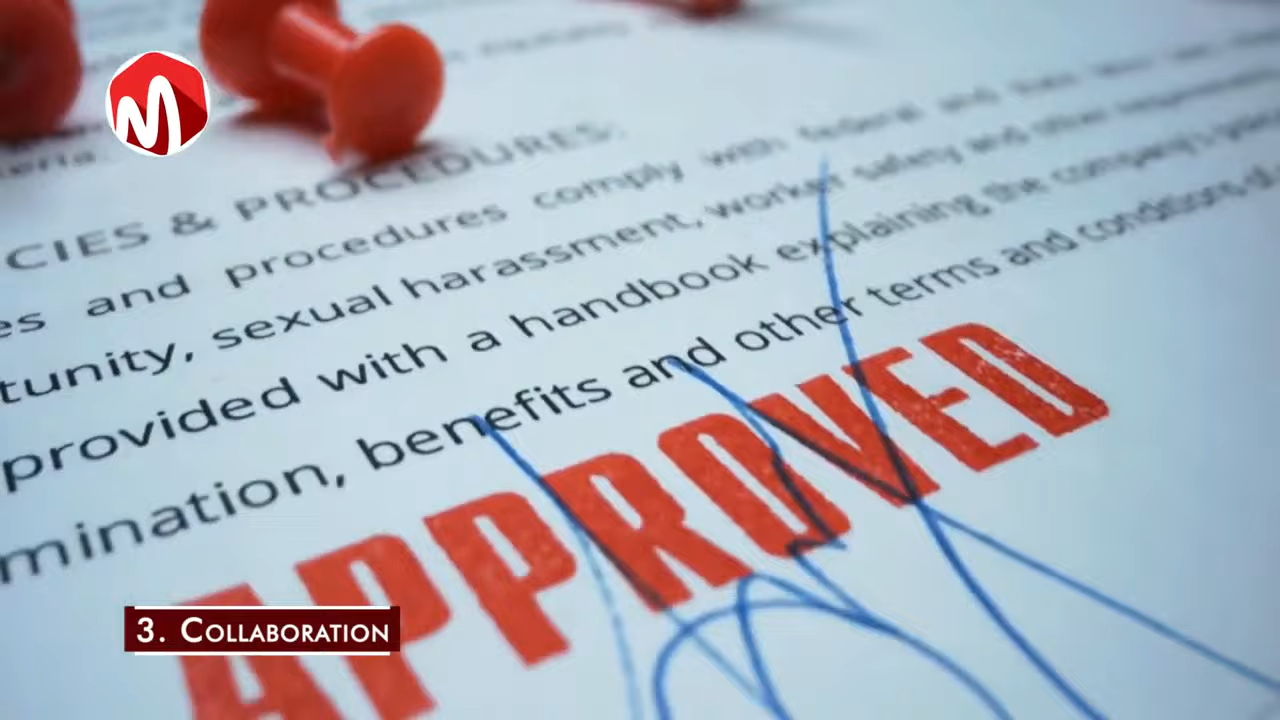 CIES & PROCEDURES:
es and procedures comply with federal and
tunity, sexual harassment, worker safety and other
provided with a handbook explaining the company's
mination, benefits and other terms and conditions
APPROVED
3. COLLABORATION